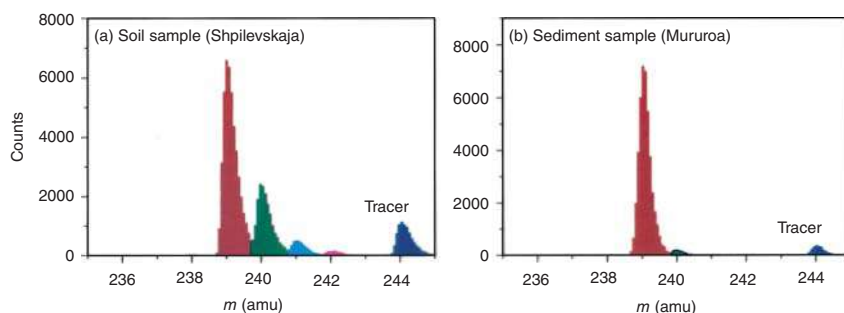 (a) Soil sample (Shpilevskaja)
8000
6000
4000
2000
0
Counts
Tracer
236 238 240 242 244
m (amu)
(b) Sediment sample (Mururoa)
8000
6000
4000
2000
0
Tracer
236 238 240 242 244
m (amu)